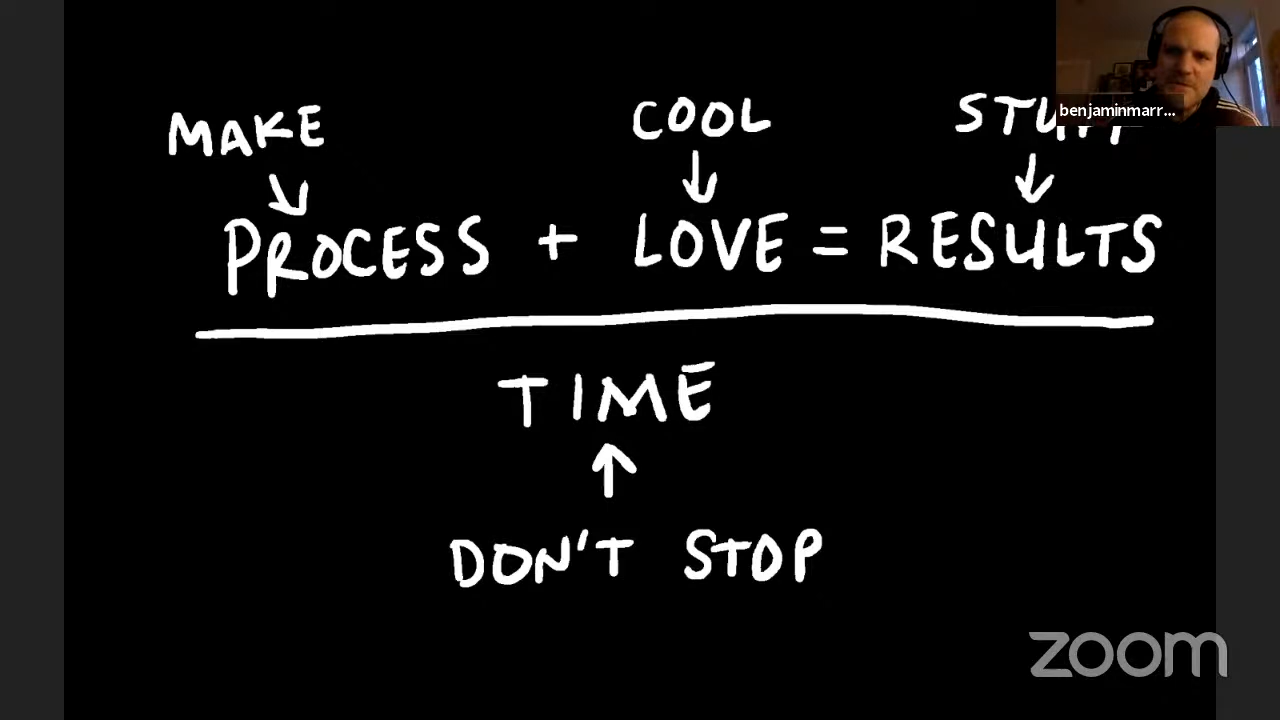 MAKE COOL
benjaminmarr...
PROCESS + LOVE = RESULTS
TIME
DON'T STOP
zoom